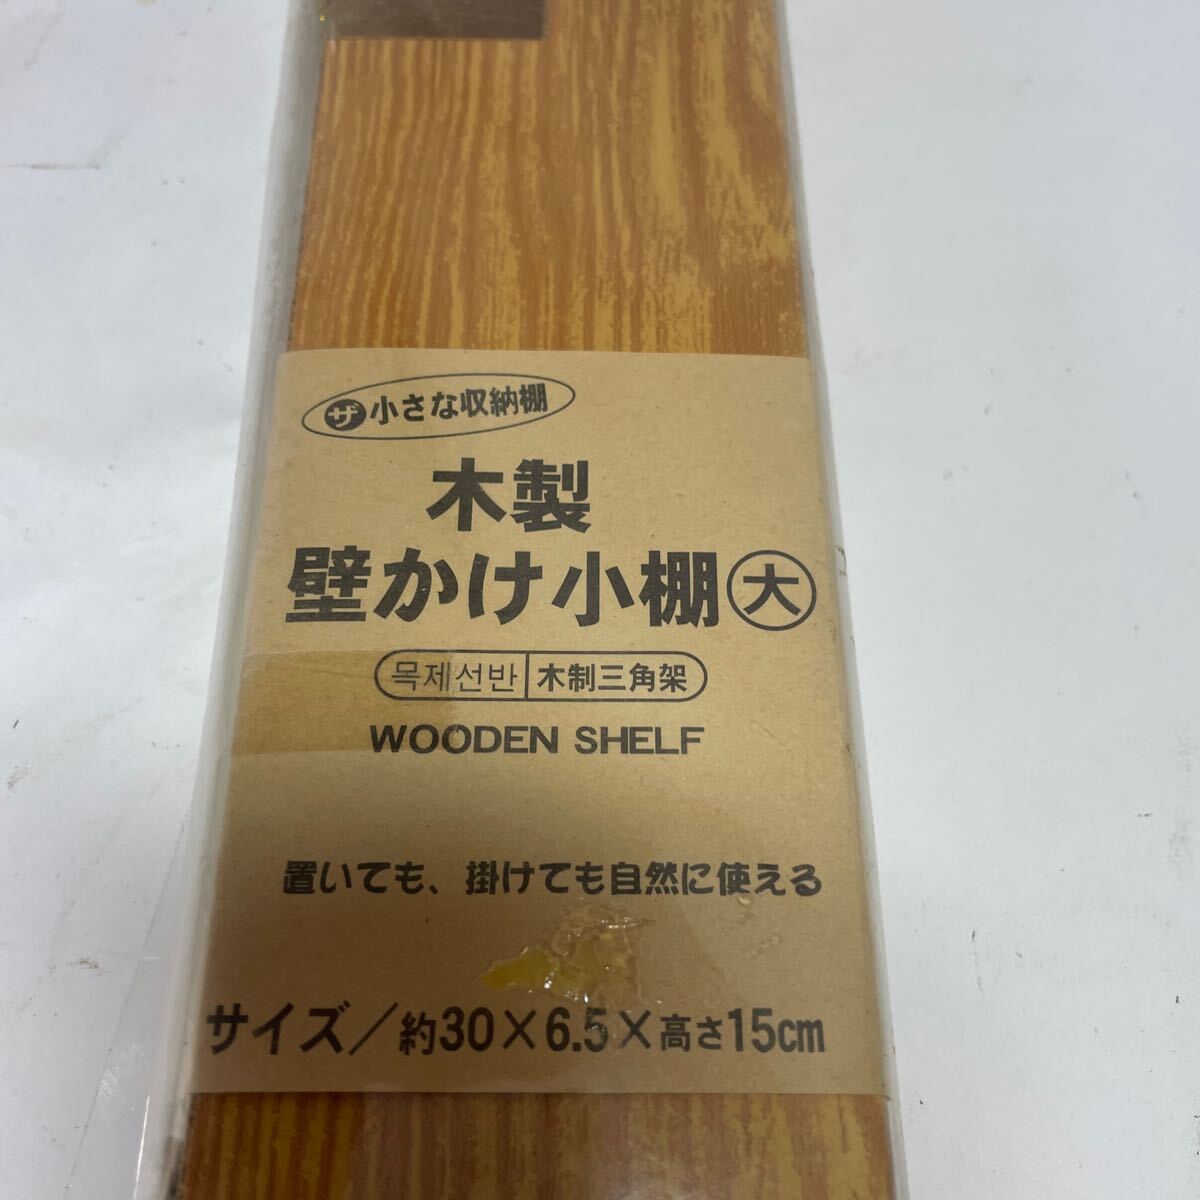 ザ小さな収納棚
木製
壁かけ小棚大
목제선반 木制三角架
WOODEN SHELF
置いても、掛けても自然に使える
サイズ/約30×6.5×高さ15cm